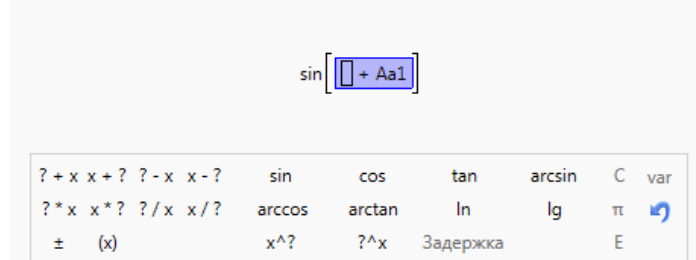 sin[▯ + Aa1]
? + x x + ? ? - x x - ? sin cos tan arcsin C var
? * x x * ? ? / x x / ? arccos arctan ln lg π
± (x) x^? ?^x Задержка E